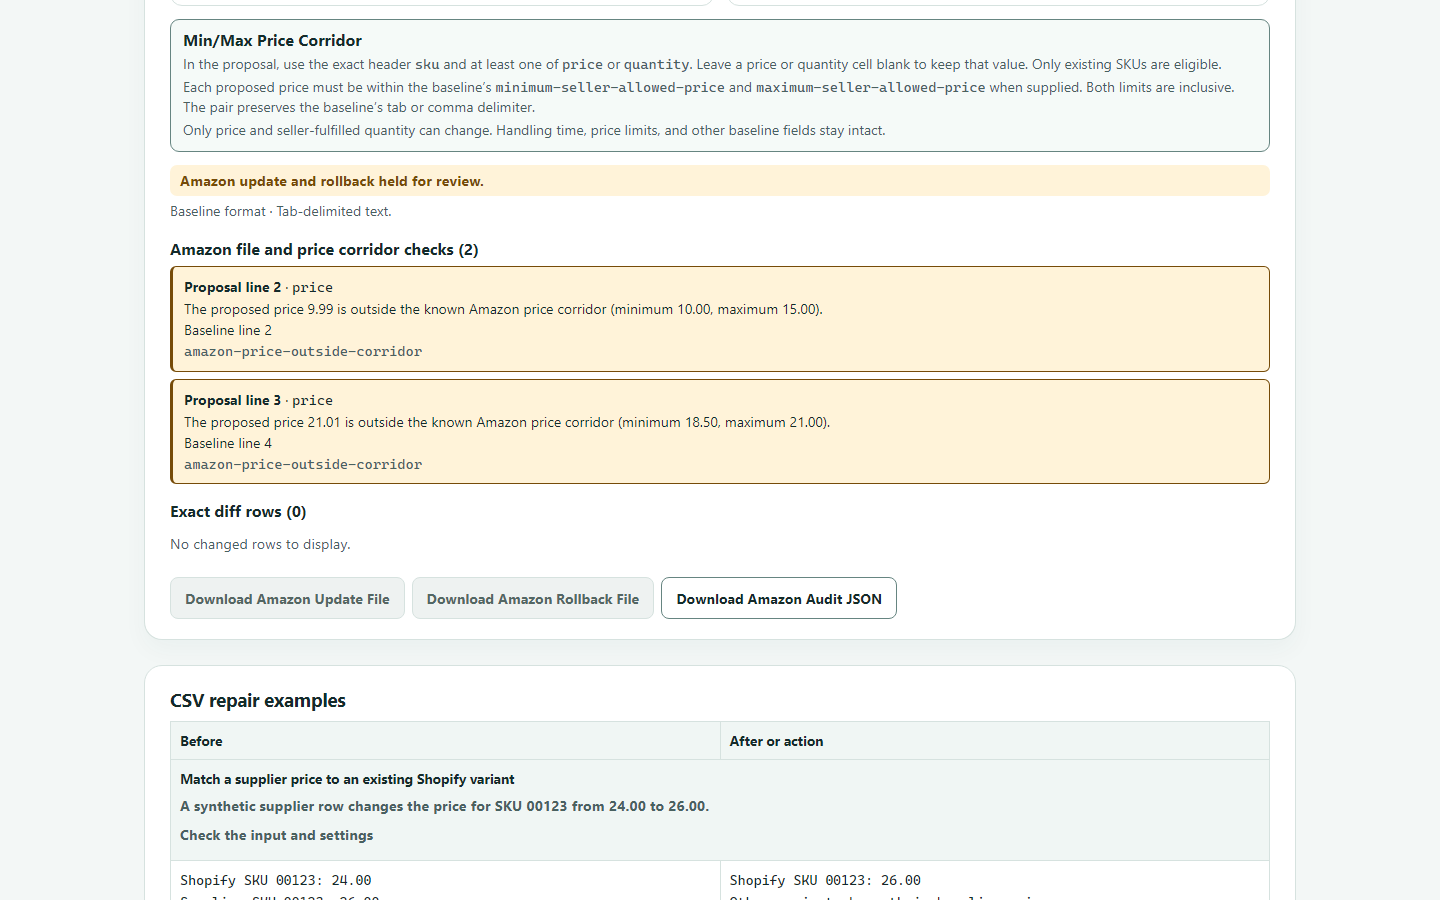 Min/Max Price Corridor
In the proposal, use the exact header sku and at least one of price or quantity. Leave a price or quantity cell blank to keep that value. Only existing SKUs are eligible.
Each proposed price must be within the baseline’s minimum-seller-allowed-price and maximum-seller-allowed-price when supplied. Both limits are inclusive.
The pair preserves the baseline’s tab or comma delimiter.
Only price and seller-fulfilled quantity can change. Handling time, price limits, and other baseline fields stay intact.
Amazon update and rollback held for review.
Baseline format · Tab-delimited text.
Amazon file and price corridor checks (2)
Proposal line 2 · price
The proposed price 9.99 is outside the known Amazon price corridor (minimum 10.00, maximum 15.00).
Baseline line 2
amazon-price-outside-corridor
Proposal line 3 · price
The proposed price 21.01 is outside the known Amazon price corridor (minimum 18.50, maximum 21.00).
Baseline line 4
amazon-price-outside-corridor
Exact diff rows (0)
No changed rows to display.
Download Amazon Update File Download Amazon Rollback File Download Amazon Audit JSON
CSV repair examples
Before After or action
Match a supplier price to an existing Shopify variant
A synthetic supplier row changes the price for SKU 00123 from 24.00 to 26.00.
Check the input and settings
Shopify SKU 00123: 24.00 Shopify SKU 00123: 26.00